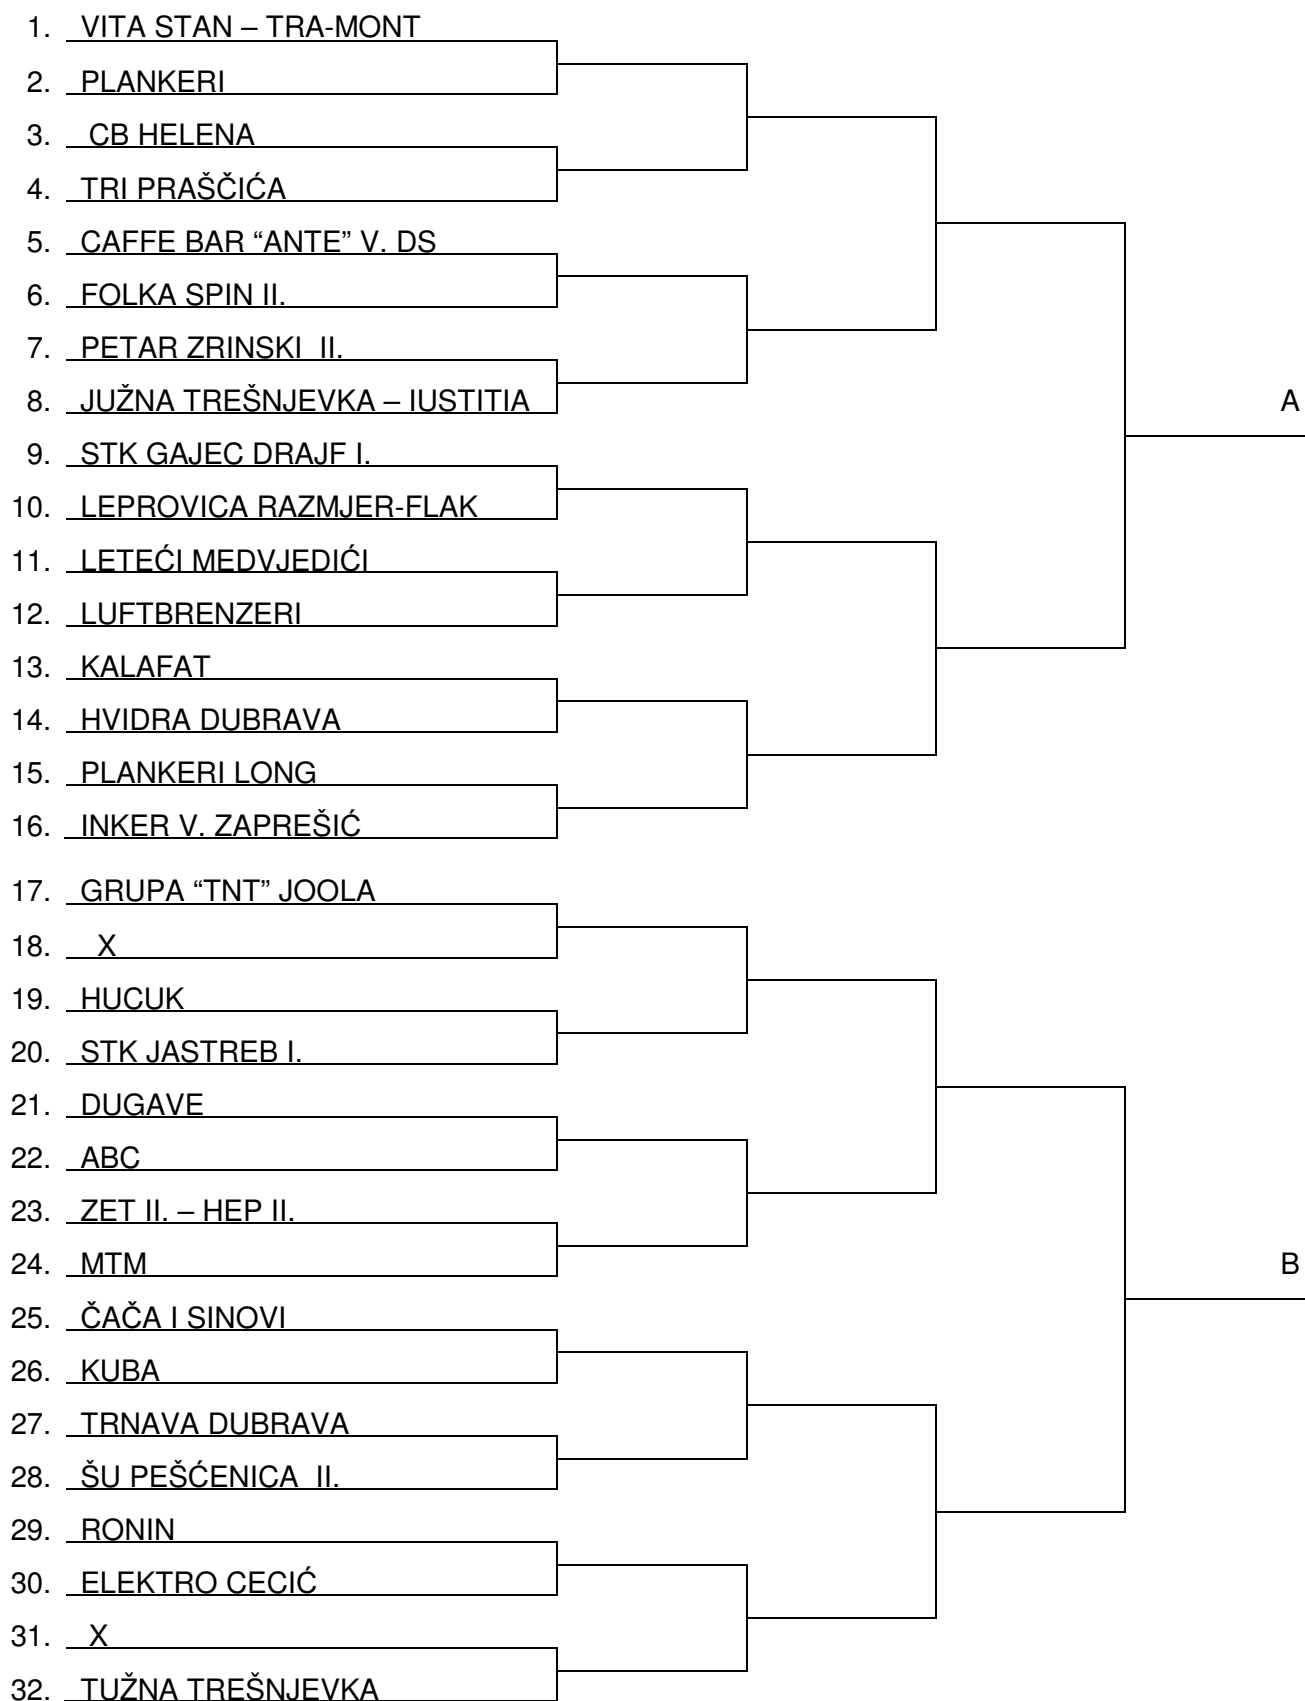 1. VITA STAN – TRA-MONT
2. PLANKERI
3. CB HELENA
4. TRI PRAŠČIĆA
5. CAFFE BAR “ANTE” V. DS
6. FOLKA SPIN II.
7. PETAR ZRINSKI II.
8. JUŽNA TREŠNJEVKA – IUSTITIA
A
9. STK GAJEC DRAJF I.
10. LEPROVICA RAZMJER-FLAK
11. LETEĆI MEDVJEDIĆI
12. LUFTBRENZERI
13. KALAFAT
14. HVIDRA DUBRAVA
15. PLANKERI LONG
16. INKER V. ZAPREŠIĆ
17. GRUPA “TNT” JOOLA
18. X
19. HUCUK
20. STK JASTREB I.
21. DUGAVE
22. ABC
23. ZET II. – HEP II.
24. MTM
B
25. ČAČA I SINOVI
26. KUBA
27. TRNAVA DUBRAVA
28. ŠU PEŠĆENICA II.
29. RONIN
30. ELEKTRO CECIĆ
31. X
32. TUŽNA TREŠNJEVKA